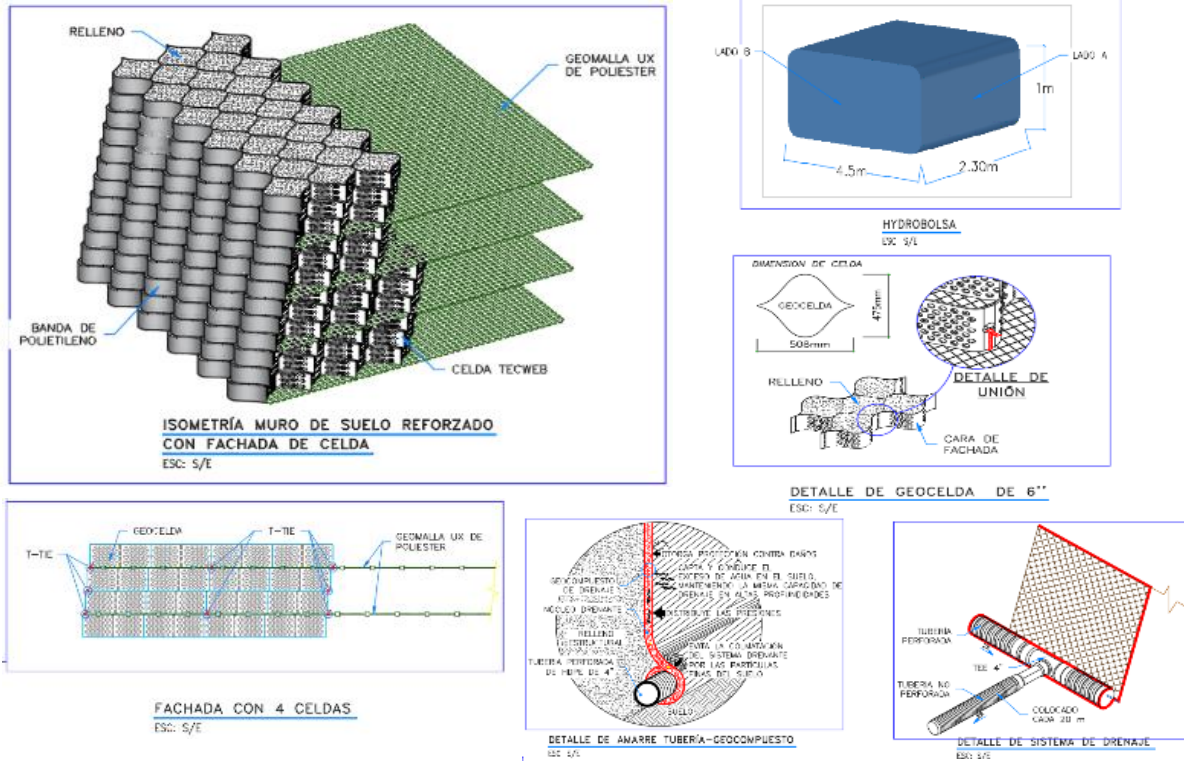 RELLENO
GEOMALLA UX
DE POLIESTER
BANDA DE
POLIETILENO
CELDA TECWEB
ISOMETRÍA MURO DE SUELO REFORZADO
CON FACHADA DE CELDA
ESC: S/E
LADO B
LADO A
1m
4.5m
2.30m
HYDROBOLSA
ESC S/E
DIMENSION DE CELDA
GEOCELDA
475mm
508mm
RELLENO
DETALLE DE
UNIÓN
CARA DE
FACHADA
DETALLE DE GEOCELDA DE 6"
ESC: S/E
GEOCELDA
T-TIE
T-TIE
GEOMALLA UX DE
POLIESTER
FACHADA CON 4 CELDAS
ESC: S/E
OTORGA PROTECCIÓN CONTRA DAÑOS
CAPTA Y CONDUCE EL
EXCESO DE AGUA EN EL SUELO,
MANTENIENDO LA MISMA CAPACIDAD DE
DRENAJE EN ALTAS PROFUNDIDADES
GEOCOMPUESTO
DE DRENAJE
NÚCLEO DRENANTE
DISTRIBUYE LAS PRESIONES
RELLENO
ESTRUCTURAL
EVITA LA COLMATACIÓN
DEL SISTEMA DRENANTE
POR LAS PARTÍCULAS
FINAS DEL SUELO
TUBERIA PERFORADA
DE HDPE DE 4"
SUELO
DETALLE DE AMARRE TUBERÍA-GEOCOMPUESTO
ESC S/E
TUBERÍA
PERFORADA
TEE 4"
TUBERIA NO
PERFORADA
COLOCADO
CADA 20 m
DETALLE DE SISTEMA DE DRENAJE
ESC: S/E